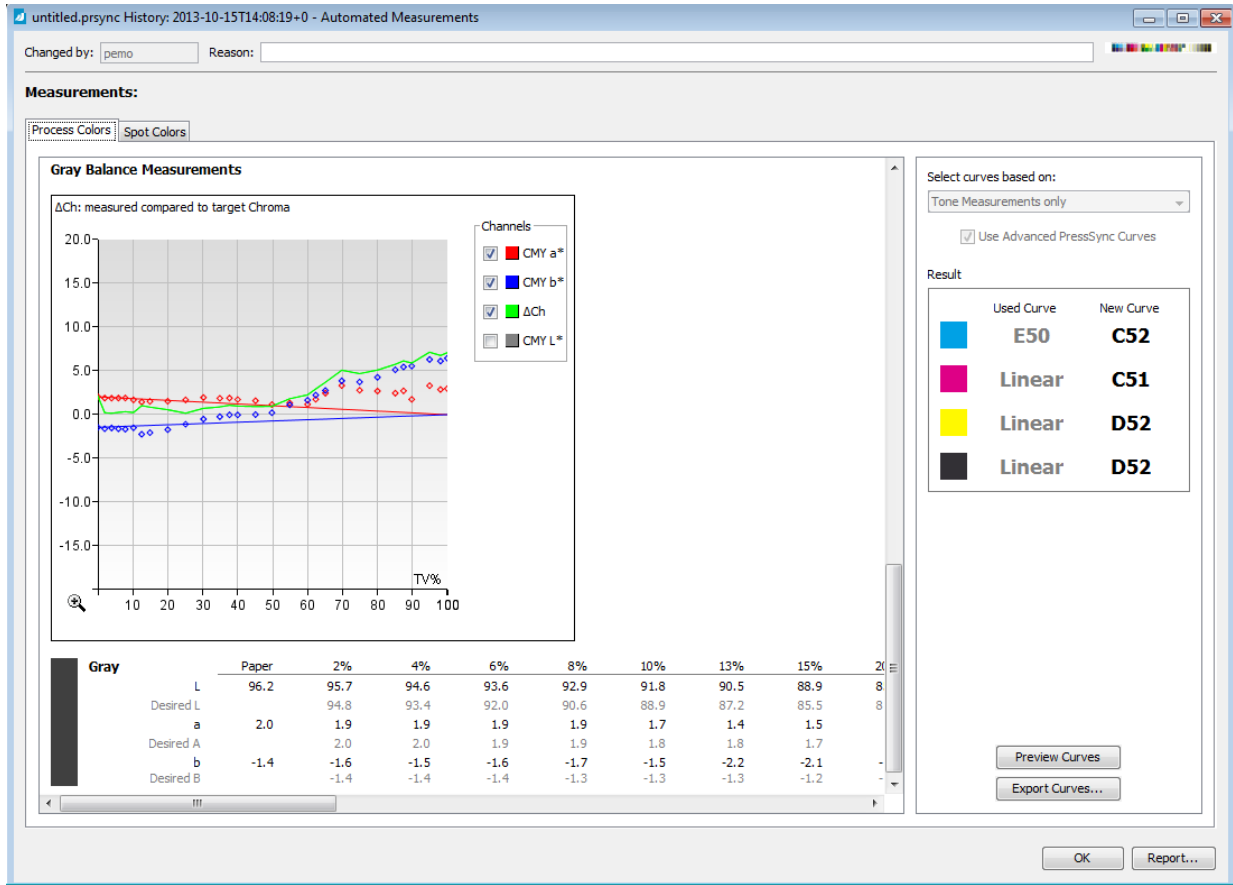 untitled.prsync History: 2013-10-15T14:08:19+0 - Automated Measurements
Changed by: pemo Reason:
Measurements:
Process Colors Spot Colors
Gray Balance Measurements
ΔCh: measured compared to target Chroma
Channels
CMY a*
CMY b*
ΔCh
CMY L*
20.0
15.0
10.0
5.0
0.0
-5.0
-10.0
-15.0
TV%
10 20 30 40 50 60 70 80 90 100
Gray Paper 2% 4% 6% 8% 10% 13% 15%
L 96.2 95.7 94.6 93.6 92.9 91.8 90.5 88.9
Desired L 94.8 93.4 92.0 90.6 88.9 87.2 85.5
a 2.0 1.9 1.9 1.9 1.9 1.7 1.4 1.5
Desired A 2.0 2.0 1.9 1.9 1.8 1.8 1.7
b -1.4 -1.6 -1.5 -1.6 -1.7 -1.5 -2.2 -2.1
Desired B -1.4 -1.4 -1.4 -1.3 -1.3 -1.3 -1.2
Select curves based on:
Tone Measurements only
Use Advanced PressSync Curves
Result
Used Curve New Curve
E50 C52
Linear C51
Linear D52
Linear D52
Preview Curves
Export Curves...
OK Report...